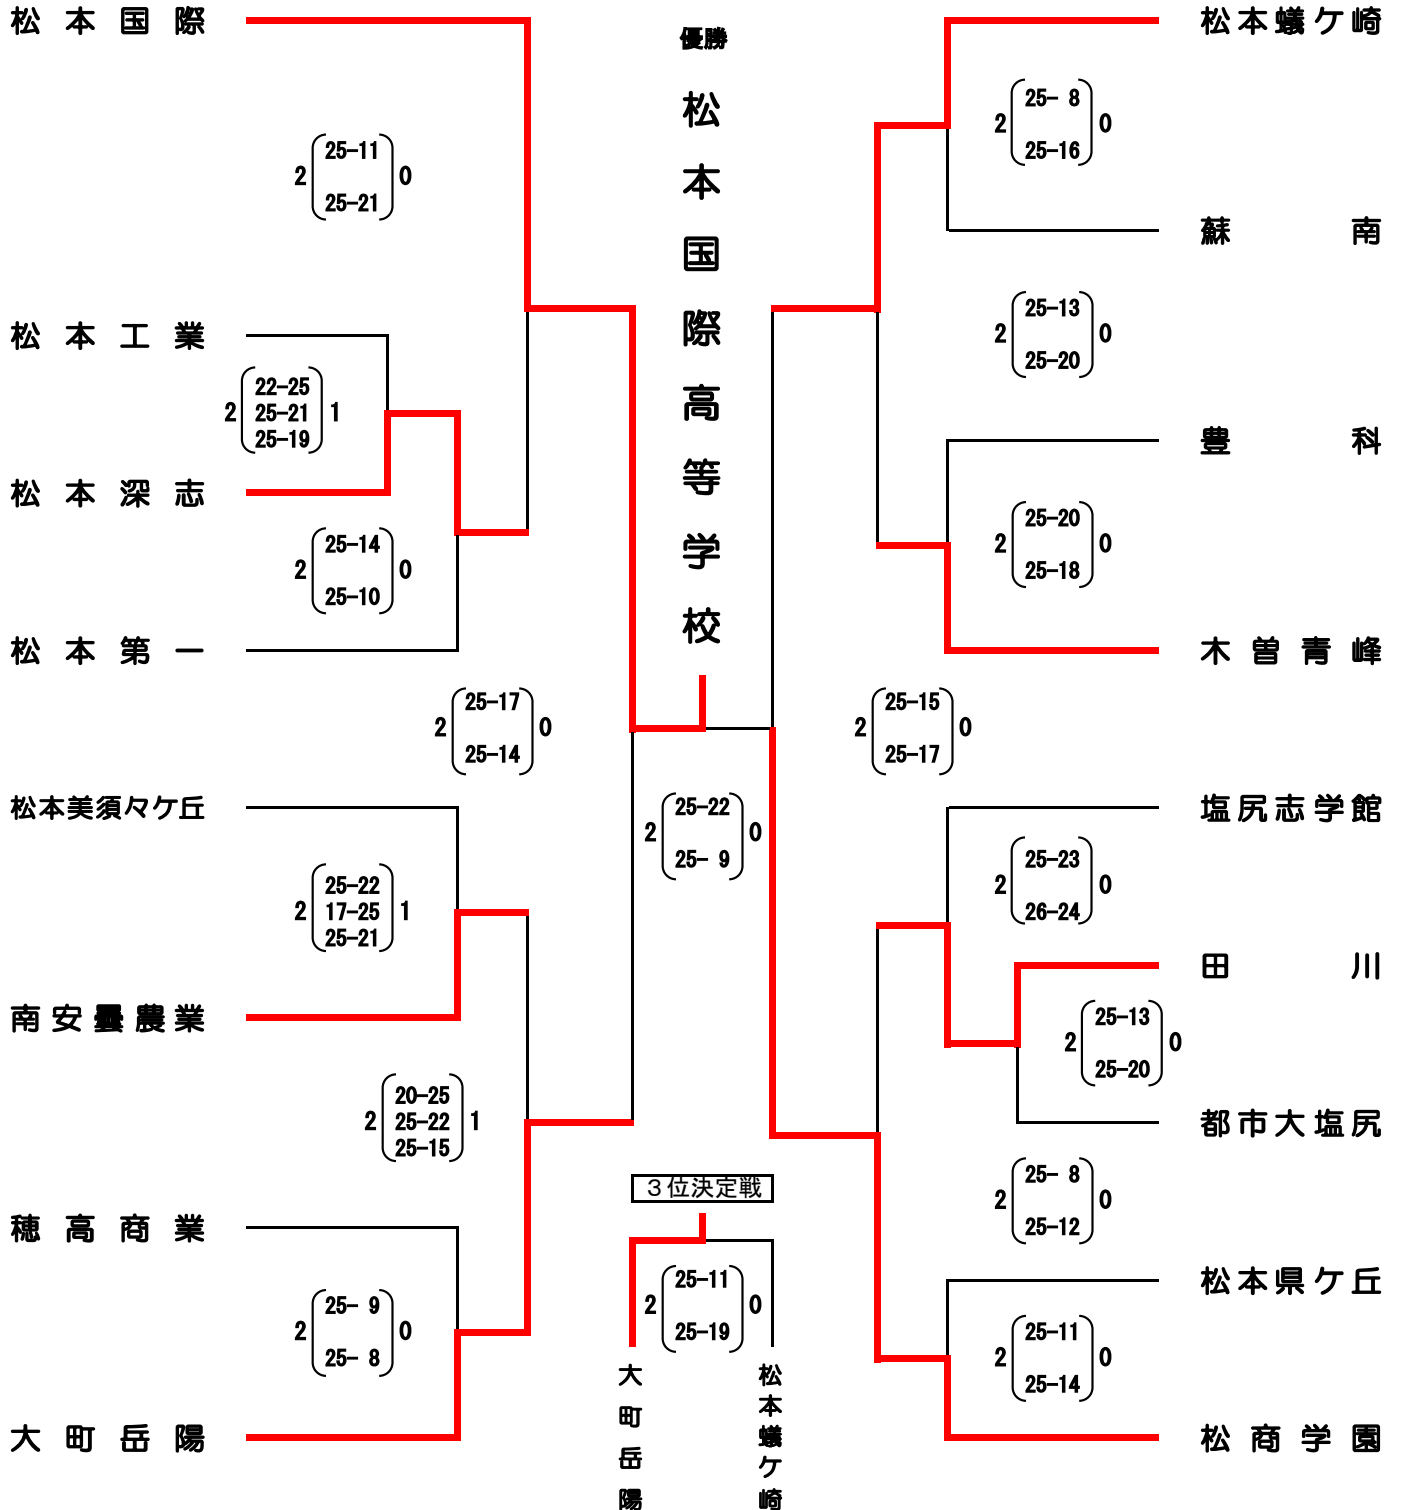 松本国際
2 25-11 25-21 0
松本工業
2 22-25 25-21 25-19 1
松本深志
2 25-14 25-10 0
松本第一
2 25-17 25-14 0
松本美須々ケ丘
2 25-22 17-25 25-21 1
南安曇農業
2 20-25 25-22 25-15 1
穂高商業
2 25- 9 25- 8 0
大町岳陽
優勝
松本国際高等学校
2 25-22 25- 9 0
3位決定戦
2 25-11 25-19 0
大町岳陽
松本蟻ケ崎
松本蟻ケ崎
2 25- 8 25-16 0
蘇南
2 25-13 25-20 0
豊科
2 25-20 25-18 0
木曽青峰
2 25-15 25-17 0
塩尻志学館
2 25-23 26-24 0
田川
2 25-13 25-20 0
都市大塩尻
2 25- 8 25-12 0
松本県ケ丘
2 25-11 25-14 0
松商学園